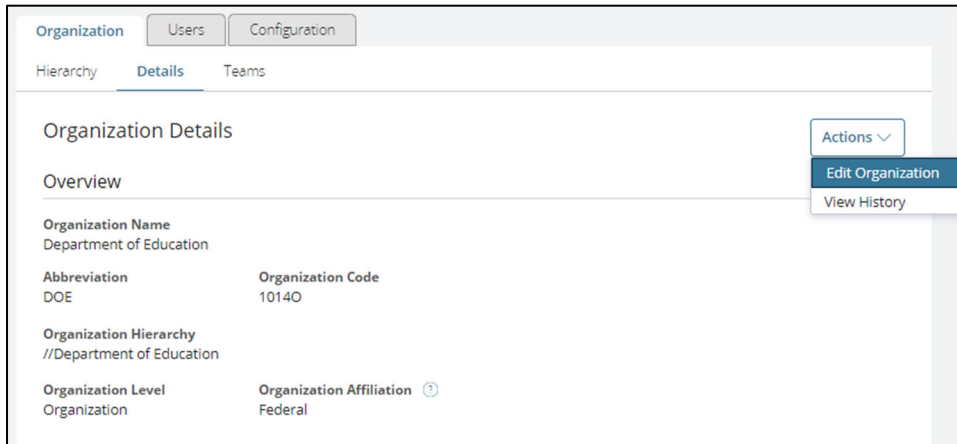 Organization Users Configuration
Hierarchy Details Teams
Organization Details
Actions
Edit Organization
View History
Overview
Organization Name
Department of Education
Abbreviation Organization Code
DOE 1014O
Organization Hierarchy
//Department of Education
Organization Level Organization Affiliation ?
Organization Federal